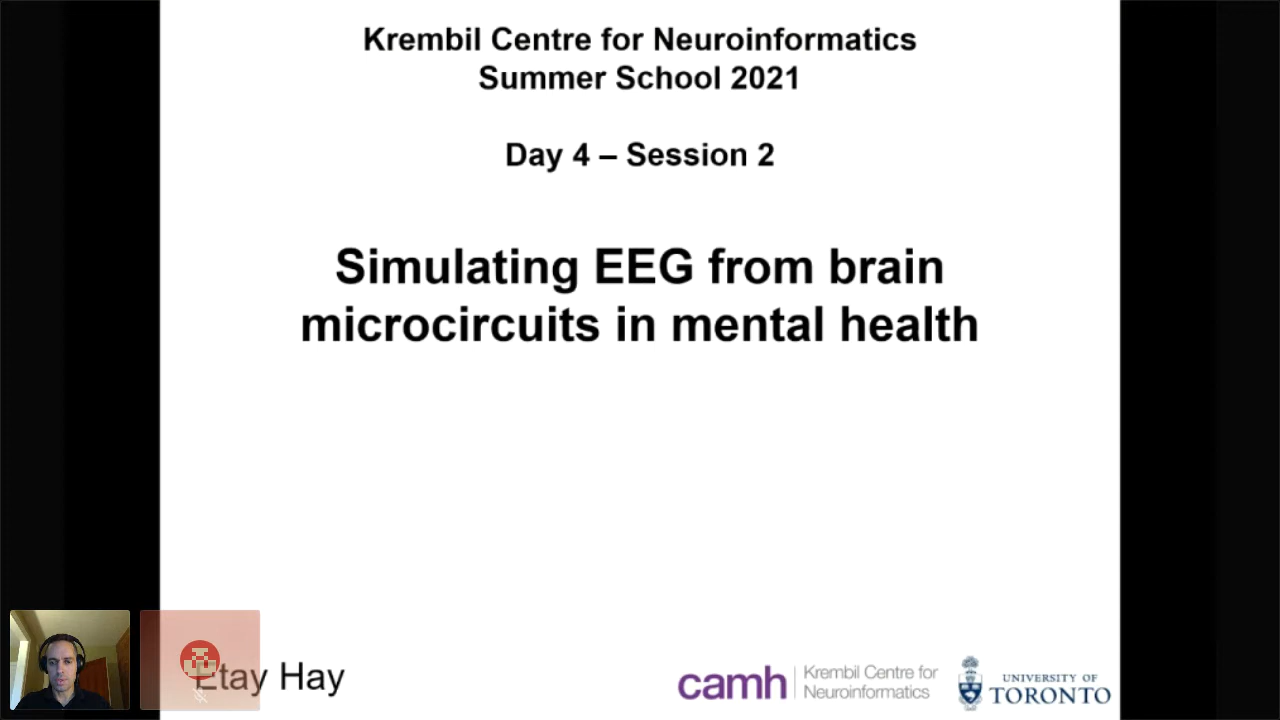 Krembil Centre for Neuroinformatics
Summer School 2021
Day 4 – Session 2
Simulating EEG from brain
microcircuits in mental health
Etay Hay
camh
Krembil Centre for
Neuroinformatics
UNIVERSITY OF
TORONTO